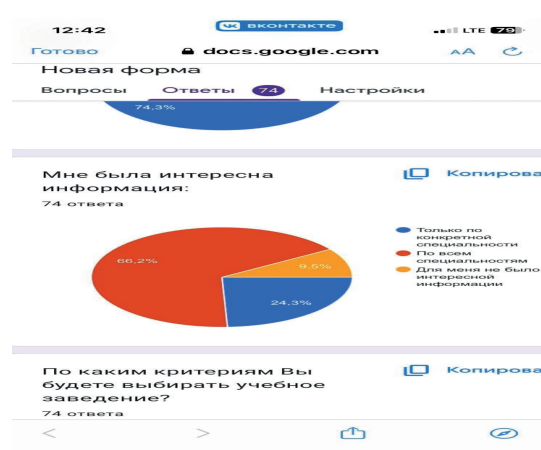 12:42
ВКОНТАКТЕ
LTE 79
Готово
docs.google.com
АА
Новая форма
Вопросы
Ответы 74
Настройки
74,3%
Мне была интересна
информация:
Копирова
74 ответа
Только по
конкретной
специальности
По всем
специальностям
Для меня не было
интересной
информации
66,2%
9,5%
24,3%
По каким критериям Вы
будете выбирать учебное
заведение?
Копирова
74 ответа